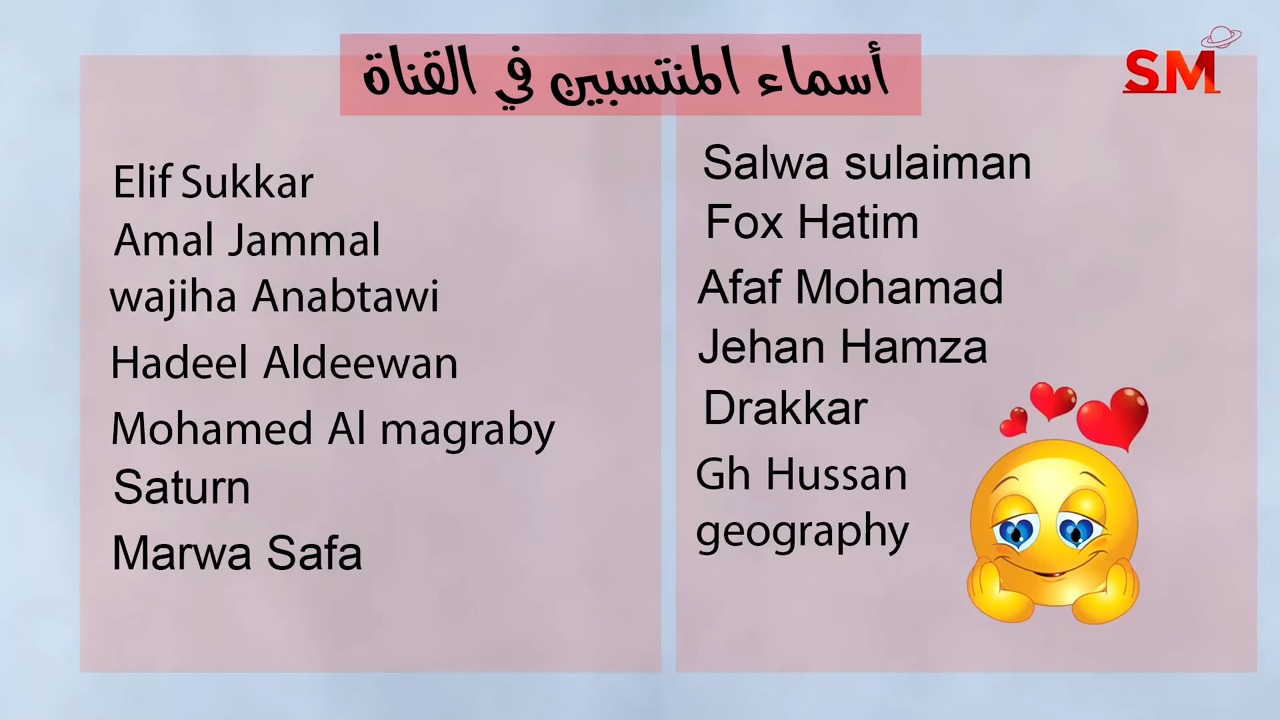 أسماء المنتسبين في القناة
SM
Elif Sukkar
Amal Jammal
wajiha Anabtawi
Hadeel Aldeewan
Mohamed Al magraby
Saturn
Marwa Safa
Salwa sulaiman
Fox Hatim
Afaf Mohamad
Jehan Hamza
Drakkar
Gh Hussan
geography